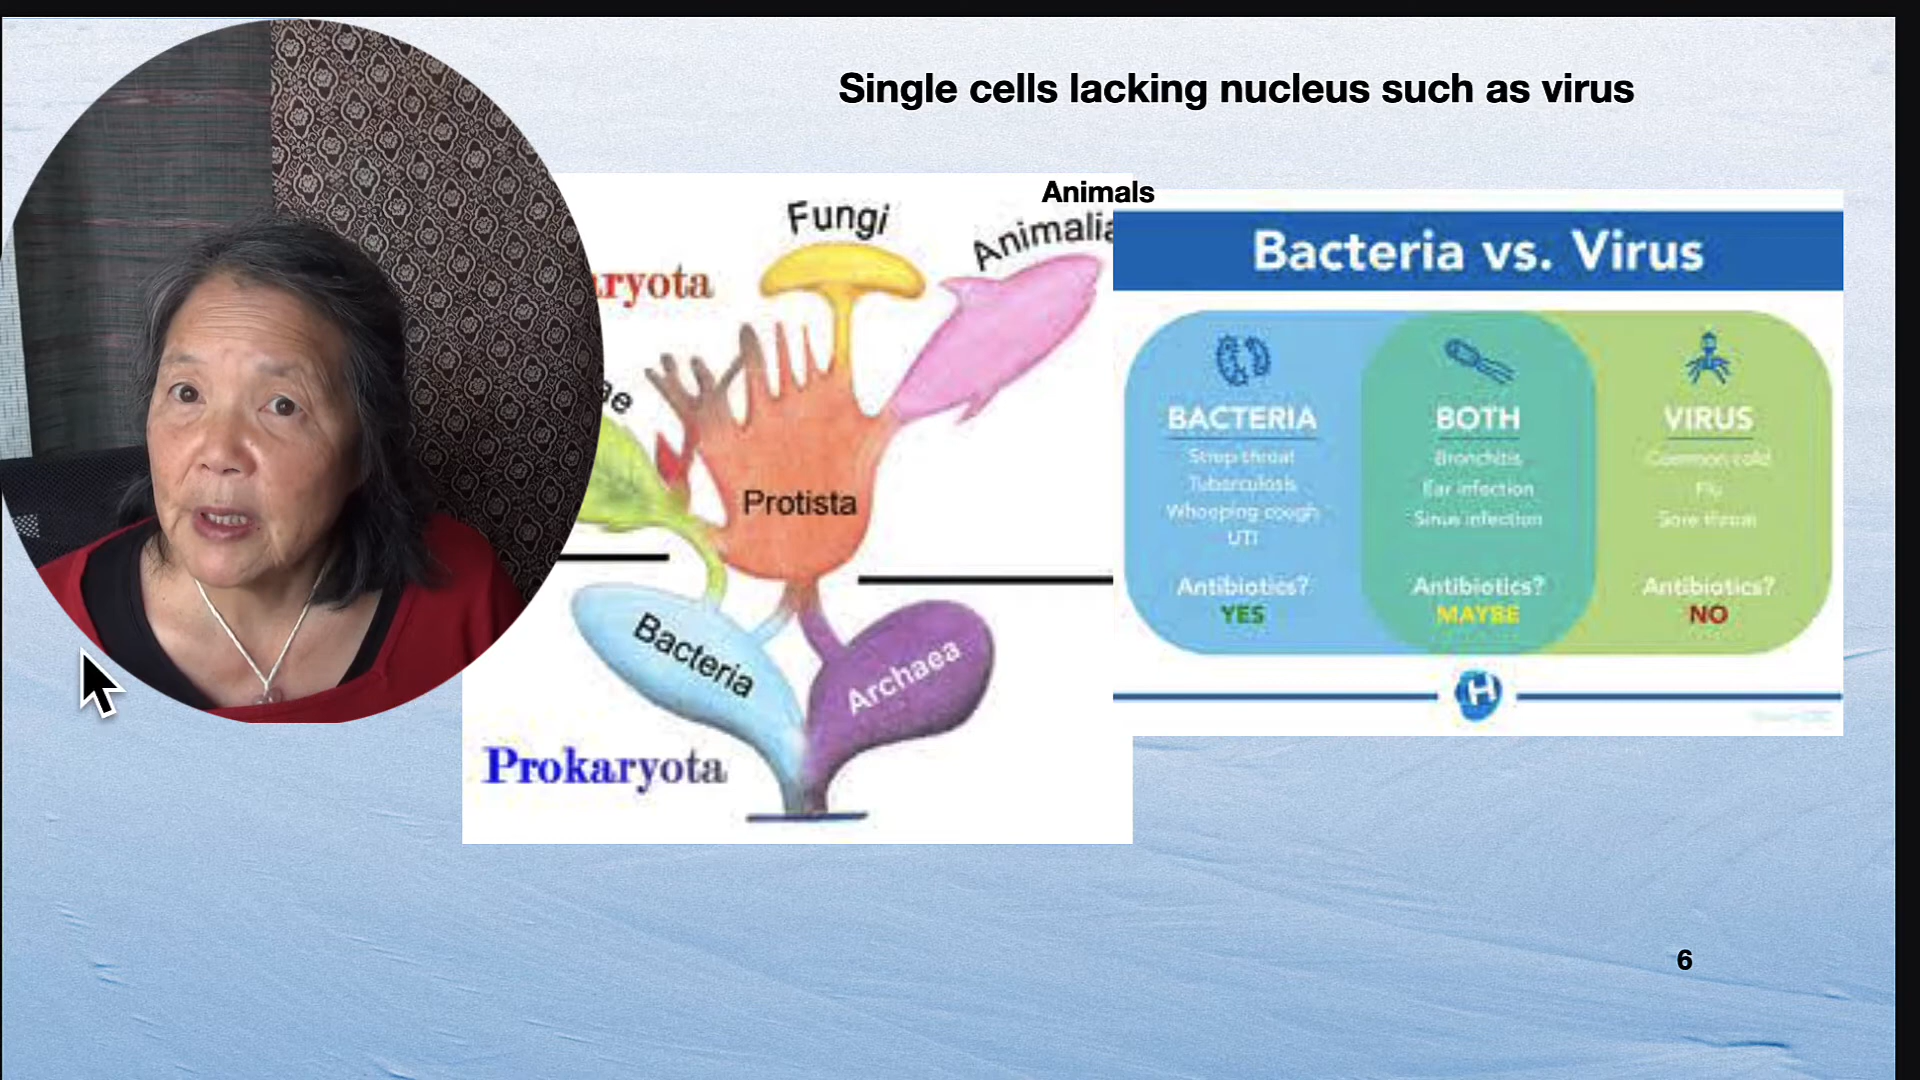 Single cells lacking nucleus such as virus
Animals
Fungi
Animalia
aryota
ae
Protista
Bacteria
Archaea
Prokaryota
Bacteria vs. Virus
BACTERIA
Strep throat
Tuberculosis
Whooping cough
UTI
Antibiotics?
YES
BOTH
Bronchitis
Ear infection
Sinus infection
Antibiotics?
MAYBE
VIRUS
Common cold
Flu
Sore throat
Antibiotics?
NO
H
6